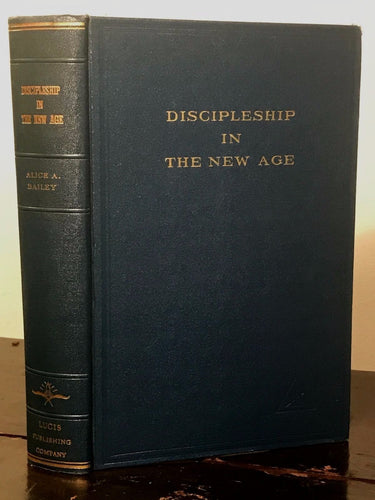 DISCIPLESHIP
IN
THE NEW AGE
ALICE A.
BAILEY
LUCIS
PUBLISHING
COMPANY
DISCIPLESHIP
IN
THE NEW AGE